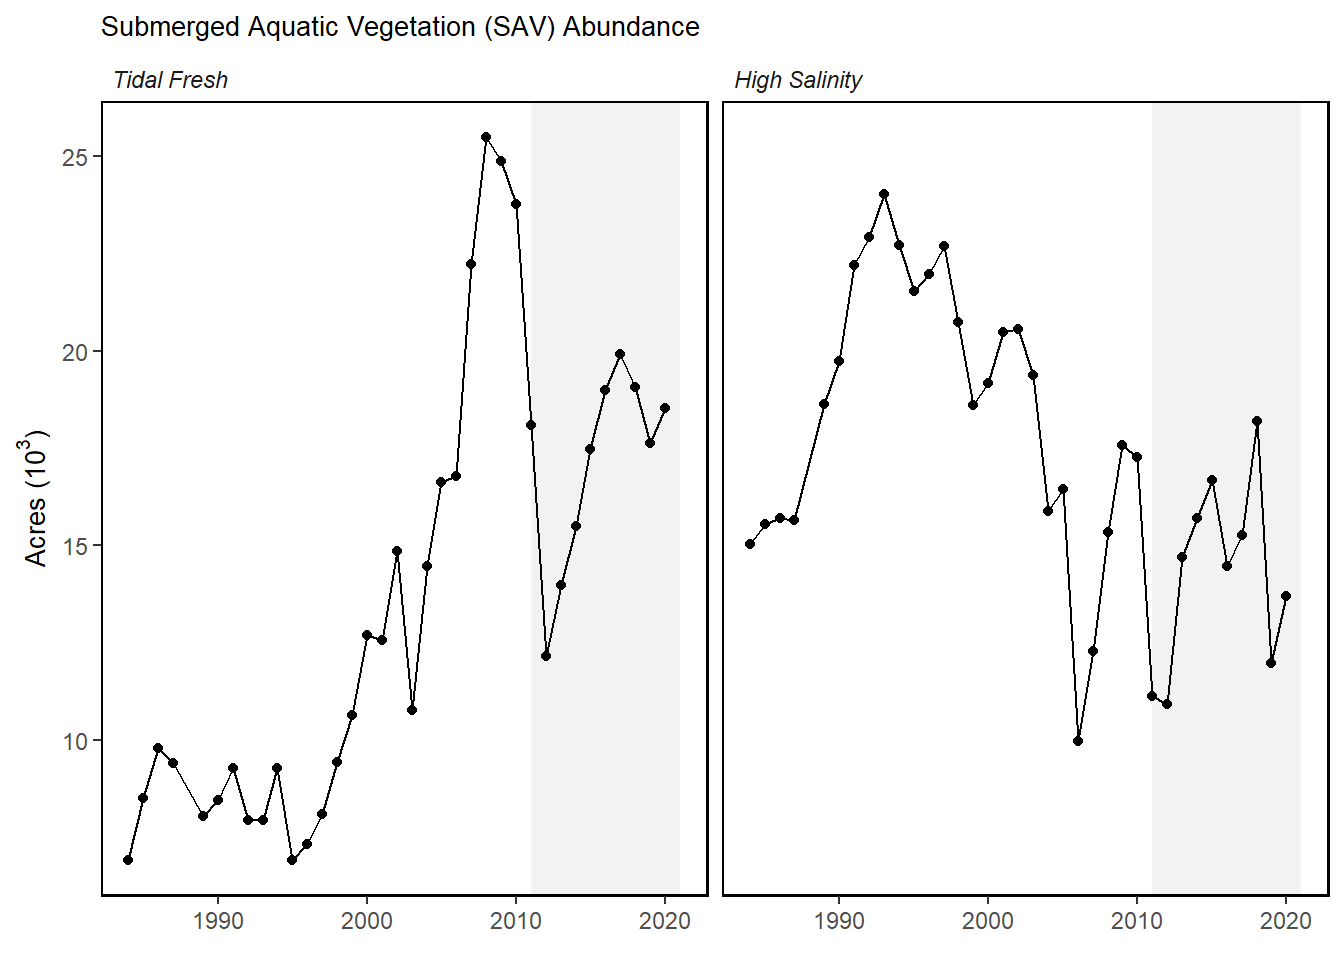 Submerged Aquatic Vegetation (SAV) Abundance
Tidal Fresh
High Salinity
Acres (10³)
25
20
15
10
1990 2000 2010 2020
1990 2000 2010 2020